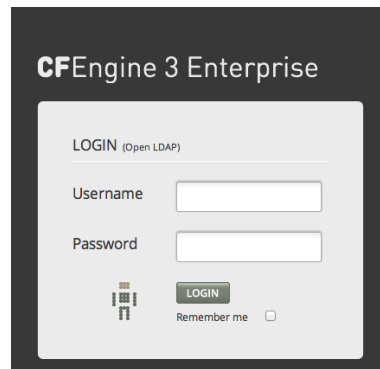 CFEngine 3 Enterprise
LOGIN (Open LDAP)
Username
Password
LOGIN
Remember me